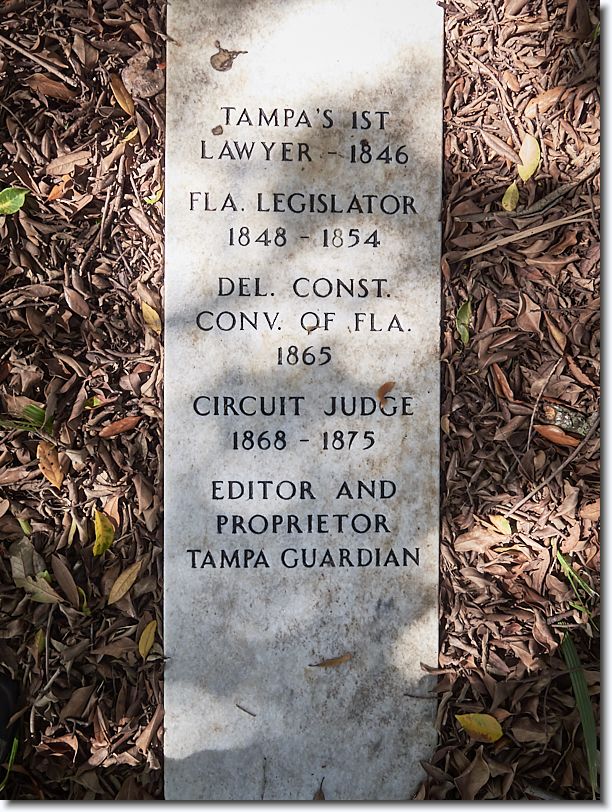 TAMPA'S 1ST
LAWYER - 1846
FLA. LEGISLATOR
1848 - 1854
DEL. CONST.
CONV. OF FLA.
1865
CIRCUIT JUDGE
1868 - 1875
EDITOR AND
PROPRIETOR
TAMPA GUARDIAN